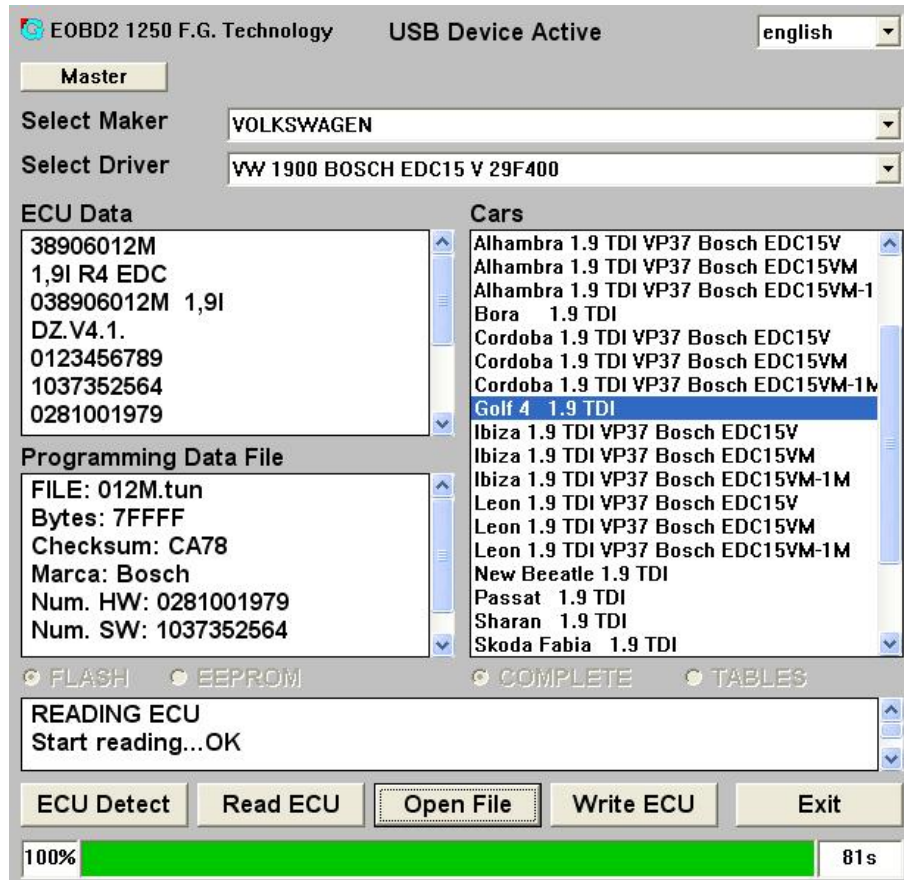 EOBD2 1250 F.G. Technology USB Device Active english
Master
Select Maker VOLKSWAGEN
Select Driver VW 1900 BOSCH EDC15 V 29F400
ECU Data
38906012M
1,9l R4 EDC
038906012M 1,9l
DZ.V4.1.
0123456789
1037352564
0281001979
Cars
Alhambra 1.9 TDI VP37 Bosch EDC15V
Alhambra 1.9 TDI VP37 Bosch EDC15VM
Alhambra 1.9 TDI VP37 Bosch EDC15VM-1
Bora 1.9 TDI
Cordoba 1.9 TDI VP37 Bosch EDC15V
Cordoba 1.9 TDI VP37 Bosch EDC15VM
Cordoba 1.9 TDI VP37 Bosch EDC15VM-1M
Golf 4 1.9 TDI
Ibiza 1.9 TDI VP37 Bosch EDC15V
Ibiza 1.9 TDI VP37 Bosch EDC15VM
Ibiza 1.9 TDI VP37 Bosch EDC15VM-1M
Leon 1.9 TDI VP37 Bosch EDC15V
Leon 1.9 TDI VP37 Bosch EDC15VM
Leon 1.9 TDI VP37 Bosch EDC15VM-1M
New Beeatle 1.9 TDI
Passat 1.9 TDI
Sharan 1.9 TDI
Skoda Fabia 1.9 TDI
Programming Data File
FILE: 012M.tun
Bytes: 7FFFF
Checksum: CA78
Marca: Bosch
Num. HW: 0281001979
Num. SW: 1037352564
FLASH EEPROM COMPLETE TABLES
READING ECU
Start reading...OK
ECU Detect Read ECU Open File Write ECU Exit
100% 81s